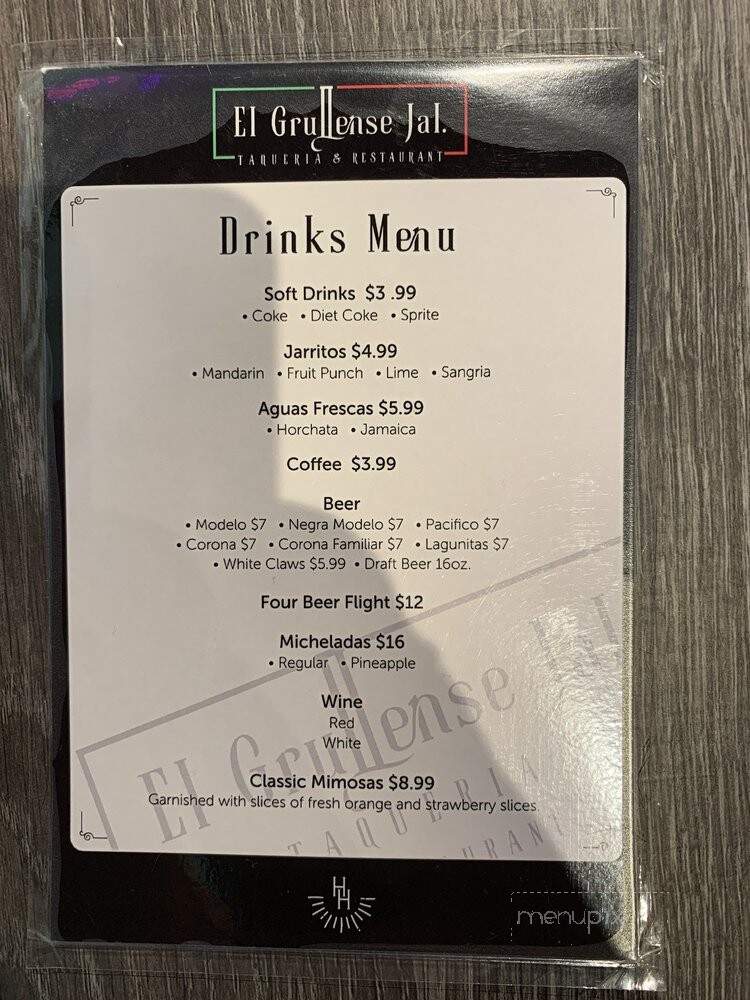 El Grullense Jal.
TAQUERIA & RESTAURANT
Drinks Menu
Soft Drinks $3 .99
• Coke • Diet Coke • Sprite
Jarritos $4.99
• Mandarin • Fruit Punch • Lime • Sangria
Aguas Frescas $5.99
• Horchata • Jamaica
Coffee $3.99
Beer
• Modelo $7 • Negra Modelo $7 • Pacifico $7
• Corona $7 • Corona Familiar $7 • Lagunitas $7
• White Claws $5.99 • Draft Beer 16oz.
Four Beer Flight $12
Micheladas $16
• Regular • Pineapple
Wine
Red
White
Classic Mimosas $8.99
Garnished with slices of fresh orange and strawberry slices
El Grullense Jal
TAQUERIA
HH
menupix